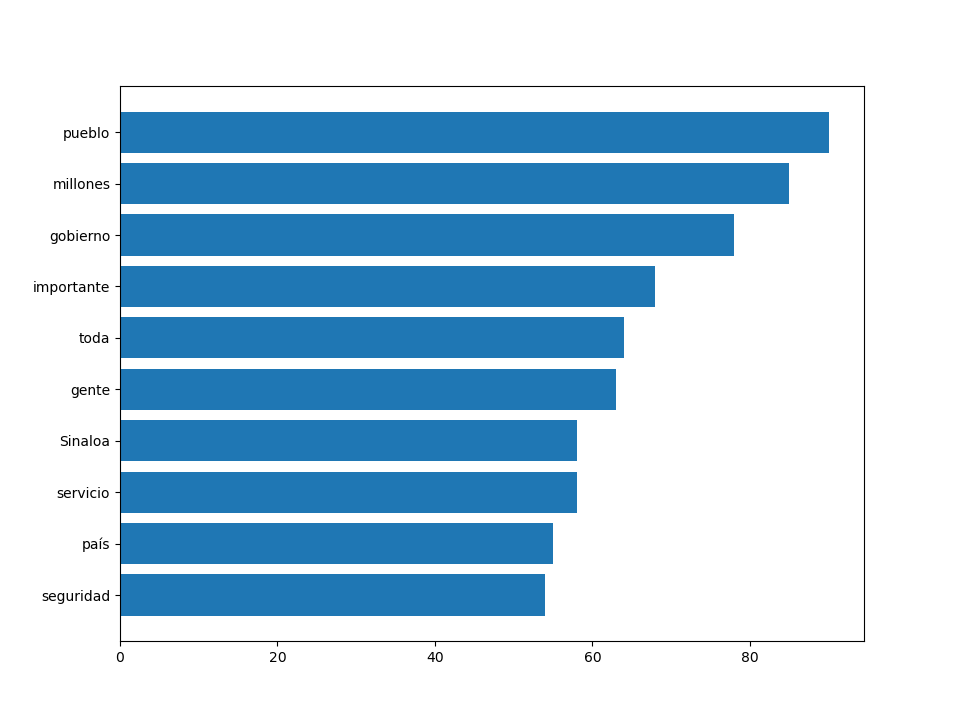 pueblo
millones
gobierno
importante
toda
gente
Sinaloa
servicio
país
seguridad
0 20 40 60 80